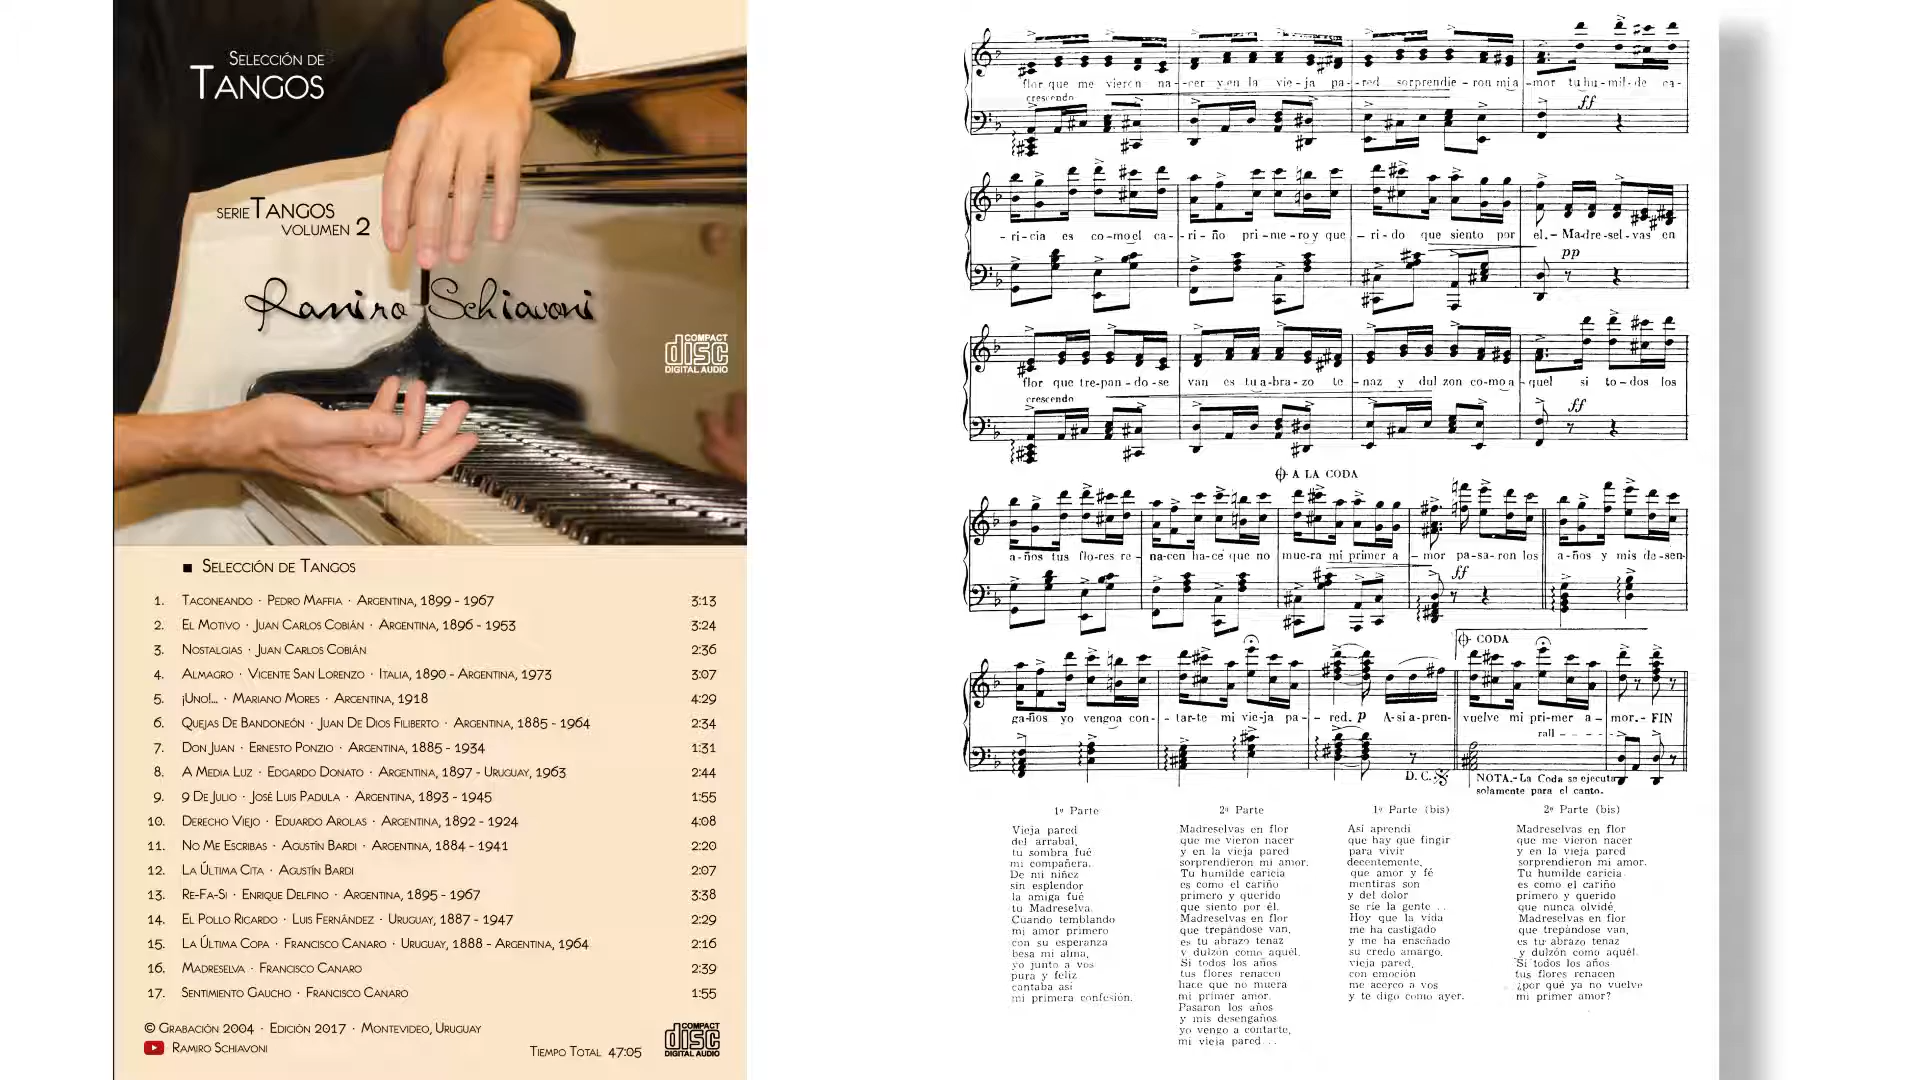 SELECCIÓN DE
TANGOS
SERIE TANGOS
VOLUMEN 2
Ramiro Schiavoni
COMPACT
disc
DIGITAL AUDIO
■ SELECCIÓN DE TANGOS
1. TACONEANDO · PEDRO MAFFIA · ARGENTINA, 1899 - 1967 3:13
2. EL MOTIVO · JUAN CARLOS COBIÁN · ARGENTINA, 1896 - 1953 3:24
3. NOSTALGIAS · JUAN CARLOS COBIÁN 2:36
4. ALMAGRO · VICENTE SAN LORENZO · ITALIA, 1890 - ARGENTINA, 1973 3:07
5. ¡UNO!... · MARIANO MORES · ARGENTINA, 1918 4:29
6. QUEJAS DE BANDONEÓN · JUAN DE DIOS FILIBERTO · ARGENTINA, 1885 - 1964 2:34
7. DON JUAN · ERNESTO PONZIO · ARGENTINA, 1885 - 1934 1:31
8. A MEDIA LUZ · EDGARDO DONATO · ARGENTINA, 1897 - URUGUAY, 1963 2:44
9. 9 DE JULIO · JOSÉ LUIS PADULA · ARGENTINA, 1893 - 1945 1:55
10. DERECHO VIEJO · EDUARDO AROLAS · ARGENTINA, 1892 - 1924 4:08
11. NO ME ESCRIBAS · AGUSTÍN BARDI · ARGENTINA, 1884 - 1941 2:20
12. LA ÚLTIMA CITA · AGUSTÍN BARDI 2:07
13. RE-FA-SI · ENRIQUE DELFINO · ARGENTINA, 1895 - 1967 3:38
14. EL POLLO RICARDO · LUIS FERNÁNDEZ · URUGUAY, 1887 - 1947 2:29
15. LA ÚLTIMA COPA · FRANCISCO CANARO · URUGUAY, 1888 - ARGENTINA, 1964 2:16
16. MADRESELVA · FRANCISCO CANARO 2:39
17. SENTIMIENTO GAUCHO · FRANCISCO CANARO 1:55
© GRABACIÓN 2004 · EDICIÓN 2017 · MONTEVIDEO, URUGUAY
RAMIRO SCHIAVONI
TIEMPO TOTAL 47:05
COMPACT
disc
DIGITAL AUDIO
flor que me vieron na--cer y en la vie-ja pa--red sorprendie-ron mi a-mor tu hu-mil-de ca-
crescendo
ff
-ri-cia es co-mo el ca--ri-ño pri-me-ro y que -ri-do que siento por el.- Madre-sel-vas en
pp
flor que tre-pan-do-se van es tu a-bra-zo te -naz y dul zon co-mo a-quel si to-dos los
crescendo
ff
A LA CODA
a-ños tus flo-res re-na-cen ha-ce que no mue-ra mi primer a-mor pa-sa-ron los a-ños y mis de-sen-
ff
CODA
ga-ños yo vengo a con--tar-te mi vie-ja pa--red. p A-si a-pren- vuelve mi pri-mer a-mor.- FIN
rall
D. C.
NOTA.- La Coda se ejecuta
solamente para el canto.
1ª Parte
Vieja pared
del arrabal,
tu sombra fué
mi compañera.
De mi niñez
sin esplendor
la amiga fué
tu Madreselva.
Cuando temblando
mi amor primero
con su esperanza
besa mi alma,
yo junto a vos
pura y feliz
cantaba así
mi primera confesión.
2ª Parte
Madreselvas en flor
que me vieron nacer
y en la vieja pared
sorprendieron mi amor.
Tu humilde caricia
es como el cariño
primero y querido
que siento por él.
Madreselvas en flor
que trepándose van,
es tu abrazo tenaz
y dulzón como aquél.
Si todos los años
tus flores renacen
hace que no muera
mi primer amor.
Pasaron los años
y mis desengaños
yo vengo a contarte,
mi vieja pared...
1ª Parte (bis)
Así aprendí
que hay que fingir
para vivir
decentemente,
que amor y fé
mentiras son
y del dolor
se ríe la gente ..
Hoy que la vida
me ha castigado
y me ha enseñado
su credo amargo,
vieja pared,
con emoción
me acerco a vos
y te digo como ayer.
2ª Parte (bis)
Madreselvas en flor
que me vieron nacer
y en la vieja pared
sorprendieron mi amor.
Tu humilde caricia
es como el cariño
primero y querido
que nunca olvidé.
Madreselvas en flor
que trepándose van,
es tu abrazo tenaz
y dulzón como aquél.
Si todos los años
tus flores renacen
¿por qué ya no vuelve
mi primer amor?